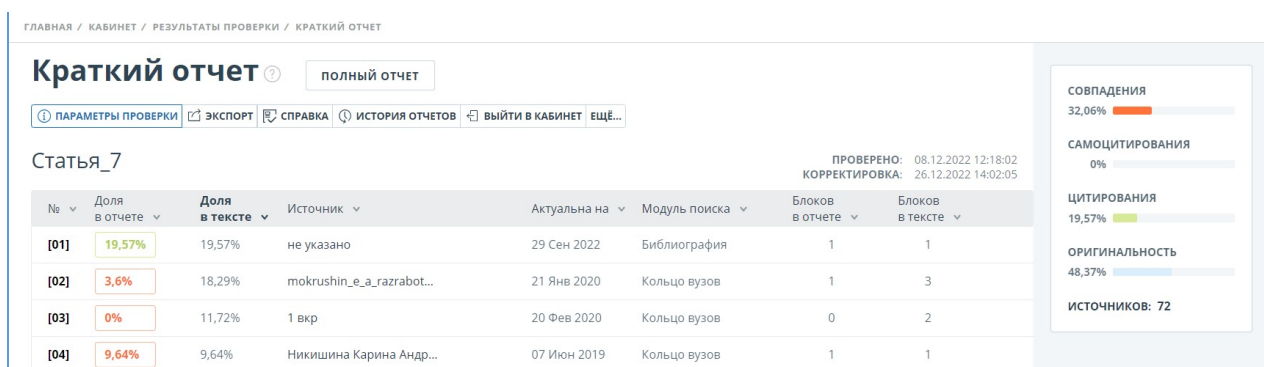 ГЛАВНАЯ / КАБИНЕТ / РЕЗУЛЬТАТЫ ПРОВЕРКИ / КРАТКИЙ ОТЧЕТ
Краткий отчет ? ПОЛНЫЙ ОТЧЕТ
ПАРАМЕТРЫ ПРОВЕРКИ ЭКСПОРТ СПРАВКА ИСТОРИЯ ОТЧЕТОВ ВЫЙТИ В КАБИНЕТ ЕЩЁ...
Статья_7
ПРОВЕРЕНО: 08.12.2022 12:18:02
КОРРЕКТИРОВКА: 26.12.2022 14:02:05
№ Доля в отчете Доля в тексте Источник Актуальна на Модуль поиска Блоков в отчете Блоков в тексте
[01] 19,57% 19,57% не указано 29 Сен 2022 Библиография 1 1
[02] 3,6% 18,29% mokrushin_e_a_razrabot... 21 Янв 2020 Кольцо вузов 1 3
[03] 0% 11,72% 1 вкр 20 Фев 2020 Кольцо вузов 0 2
[04] 9,64% 9,64% Никишина Карина Андр... 07 Июн 2019 Кольцо вузов 1 1
СОВПАДЕНИЯ
32,06%
САМОЦИТИРОВАНИЯ
0%
ЦИТИРОВАНИЯ
19,57%
ОРИГИНАЛЬНОСТЬ
48,37%
ИСТОЧНИКОВ: 72